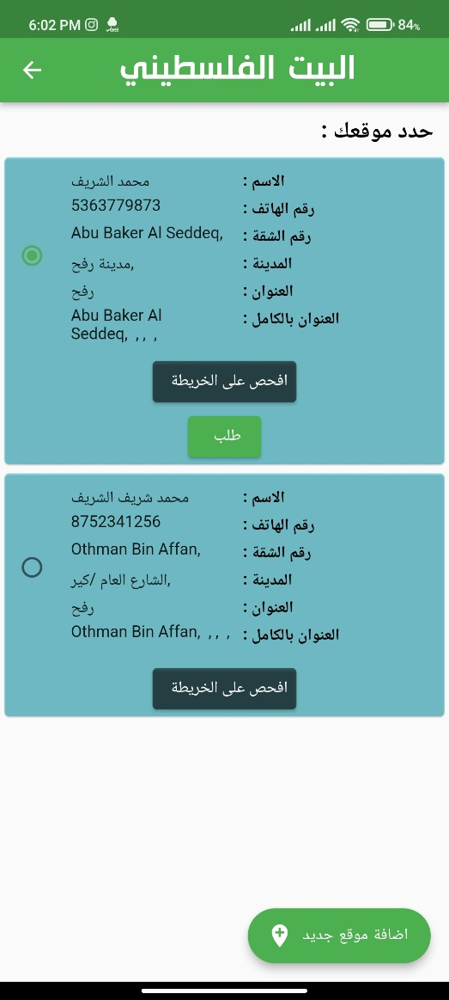 6:02 PM
84%
البيت الفلسطيني
حدد موقعك :
الاسم : محمد الشريف
رقم الهاتف : 5363779873
رقم الشقة : Abu Baker Al Seddeq,
المدينة : مدينة رفح,
العنوان : رفح
العنوان بالكامل : Abu Baker Al
Seddeq, , , ,
افحص على الخريطة
طلب
الاسم : محمد شريف الشريف
رقم الهاتف : 8752341256
رقم الشقة : Othman Bin Affan,
المدينة : الشارع العام /كير,
العنوان : رفح
العنوان بالكامل : Othman Bin Affan, , , ,
افحص على الخريطة
اضافة موقع جديد